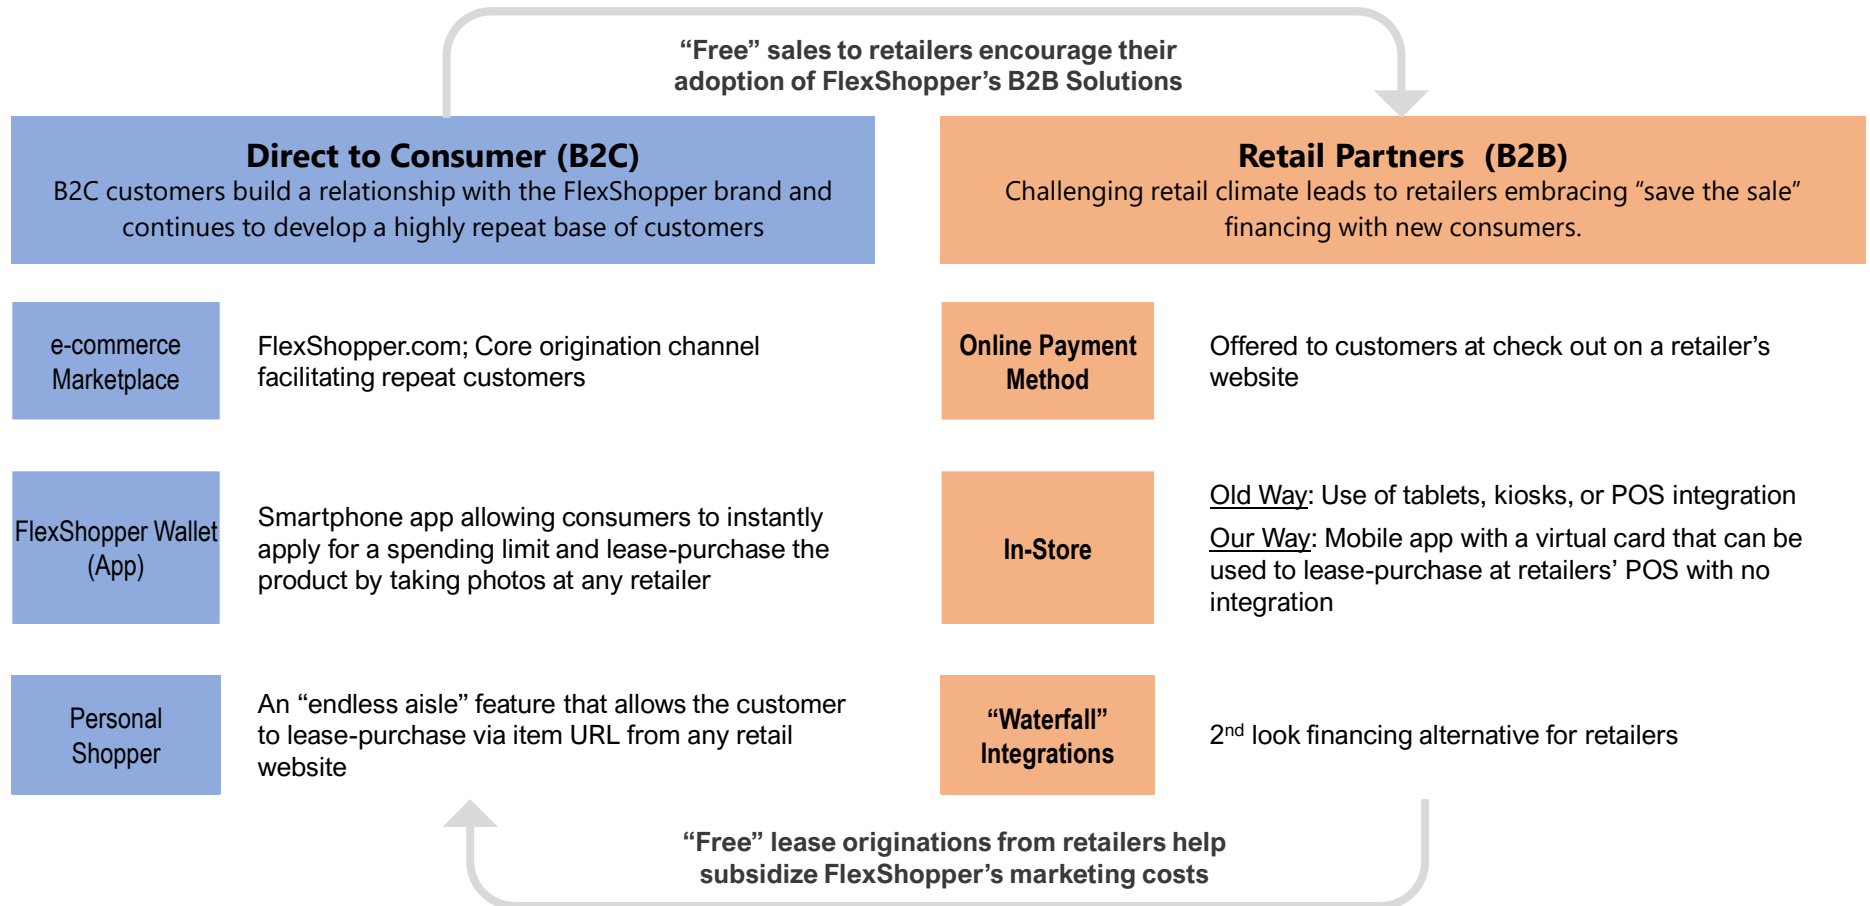 “Free” sales to retailers encourage their
adoption of FlexShopper’s B2B Solutions
Direct to Consumer (B2C)
B2C customers build a relationship with the FlexShopper brand and
continues to develop a highly repeat base of customers
Retail Partners (B2B)
Challenging retail climate leads to retailers embracing “save the sale”
financing with new consumers.
e-commerce
Marketplace
FlexShopper.com; Core origination channel
facilitating repeat customers
Online Payment
Method
Offered to customers at check out on a retailer’s
website
FlexShopper Wallet
(App)
Smartphone app allowing consumers to instantly
apply for a spending limit and lease-purchase the
product by taking photos at any retailer
In-Store
Old Way: Use of tablets, kiosks, or POS integration
Our Way: Mobile app with a virtual card that can be
used to lease-purchase at retailers’ POS with no
integration
Personal
Shopper
An “endless aisle” feature that allows the customer
to lease-purchase via item URL from any retail
website
“Waterfall”
Integrations
2nd look financing alternative for retailers
“Free” lease originations from retailers help
subsidize FlexShopper’s marketing costs